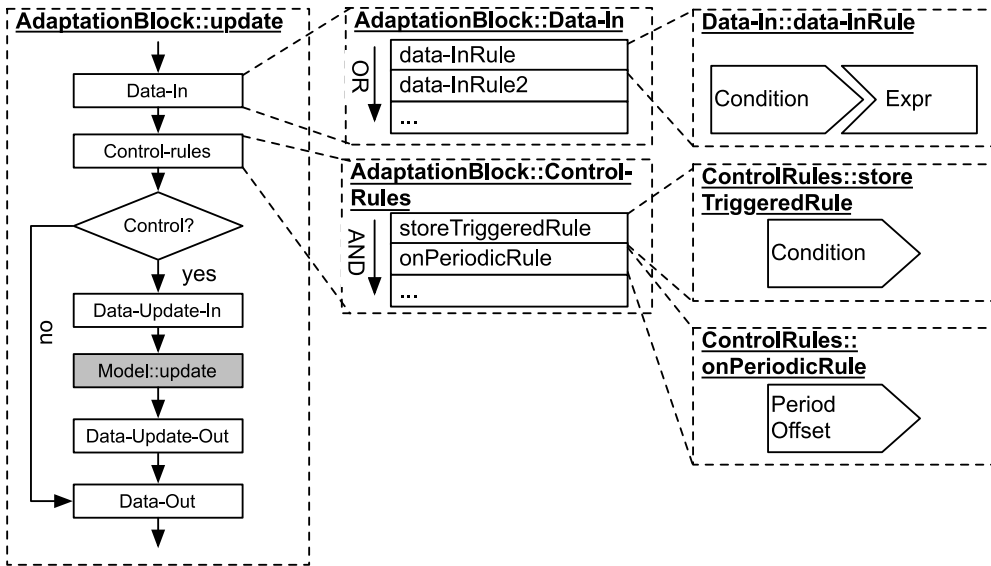 AdaptationBlock::update
Data-In
Control-rules
Control?
yes
no
Data-Update-In
Model::update
Data-Update-Out
Data-Out
AdaptationBlock::Data-In
OR
data-InRule
data-InRule2
...
AdaptationBlock::Control-
Rules
AND
storeTriggeredRule
onPeriodicRule
...
Data-In::data-InRule
Condition
Expr
ControlRules::store
TriggeredRule
Condition
ControlRules::
onPeriodicRule
Period
Offset